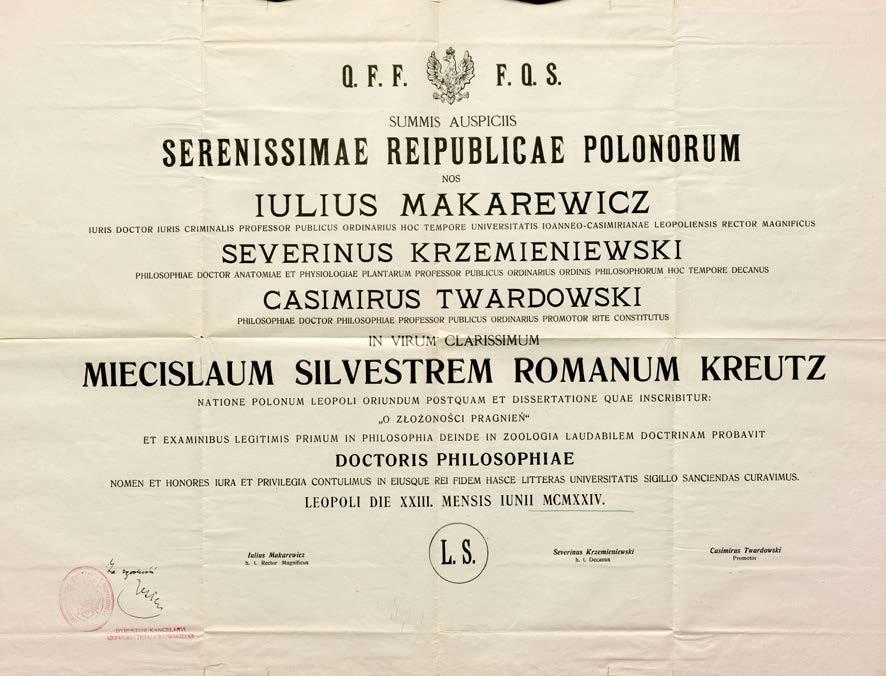 Q. F. F. F. Q. S.
SUMMIS AUSPICIIS
SERENISSIMAE REIPUBLICAE POLONORUM
NOS
IULIUS MAKAREWICZ
IURIS DOCTOR IURIS CRIMINALIS PROFESSOR PUBLICUS ORDINARIUS HOC TEMPORE UNIVERSITATIS IOANNEO-CASIMIRIANAE LEOPOLIENSIS RECTOR MAGNIFICUS
SEVERINUS KRZEMIENIEWSKI
PHILOSOPHIAE DOCTOR ANATOMIAE ET PHYSIOLOGIAE PLANTARUM PROFESSOR PUBLICUS ORDINARIUS ORDINIS PHILOSOPHORUM HOC TEMPORE DECANUS
CASIMIRUS TWARDOWSKI
PHILOSOPHIAE DOCTOR PHILOSOPHIAE PROFESSOR PUBLICUS ORDINARIUS PROMOTOR RITE CONSTITUTUS
IN VIRUM CLARISSIMUM
MIECISLAUM SILVESTREM ROMANUM KREUTZ
NATIONE POLONUM LEOPOLI ORIUNDUM POSTQUAM ET DISSERTATIONE QUAE INSCRIBITUR:
„O ZŁOŻONOŚCI PRAGNIEŃ“
ET EXAMINIBUS LEGITIMIS PRIMUM IN PHILOSOPHIA DEINDE IN ZOOLOGIA LAUDABILEM DOCTRINAM PROBAVIT
DOCTORIS PHILOSOPHIAE
NOMEN ET HONORES IURA ET PRIVILEGIA CONTULIMUS IN EIUSQUE REI FIDEM HASCE LITTERAS UNIVERSITATIS SIGILLO SANCIENDAS CURAVIMUS.
LEOPOLI DIE XXIII. MENSIS IUNII MCMXXIV.
Iulius Makarewicz
h. t. Rector Magnificus
L. S.
Severinus Krzemieniewski
h. t. Decanus
Casimirus Twardowski
Promotor
Za zgodność
DYREKTOR KANCELARII